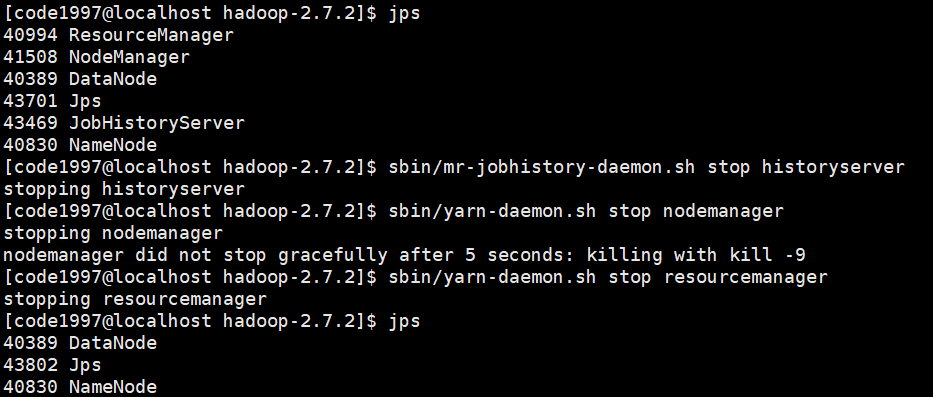 [code1997@localhost hadoop-2.7.2]$ jps
40994 ResourceManager
41508 NodeManager
40389 DataNode
43701 Jps
43469 JobHistoryServer
40830 NameNode
[code1997@localhost hadoop-2.7.2]$ sbin/mr-jobhistory-daemon.sh stop historyserver
stopping historyserver
[code1997@localhost hadoop-2.7.2]$ sbin/yarn-daemon.sh stop nodemanager
stopping nodemanager
nodemanager did not stop gracefully after 5 seconds: killing with kill -9
[code1997@localhost hadoop-2.7.2]$ sbin/yarn-daemon.sh stop resourcemanager
stopping resourcemanager
[code1997@localhost hadoop-2.7.2]$ jps
40389 DataNode
43802 Jps
40830 NameNode